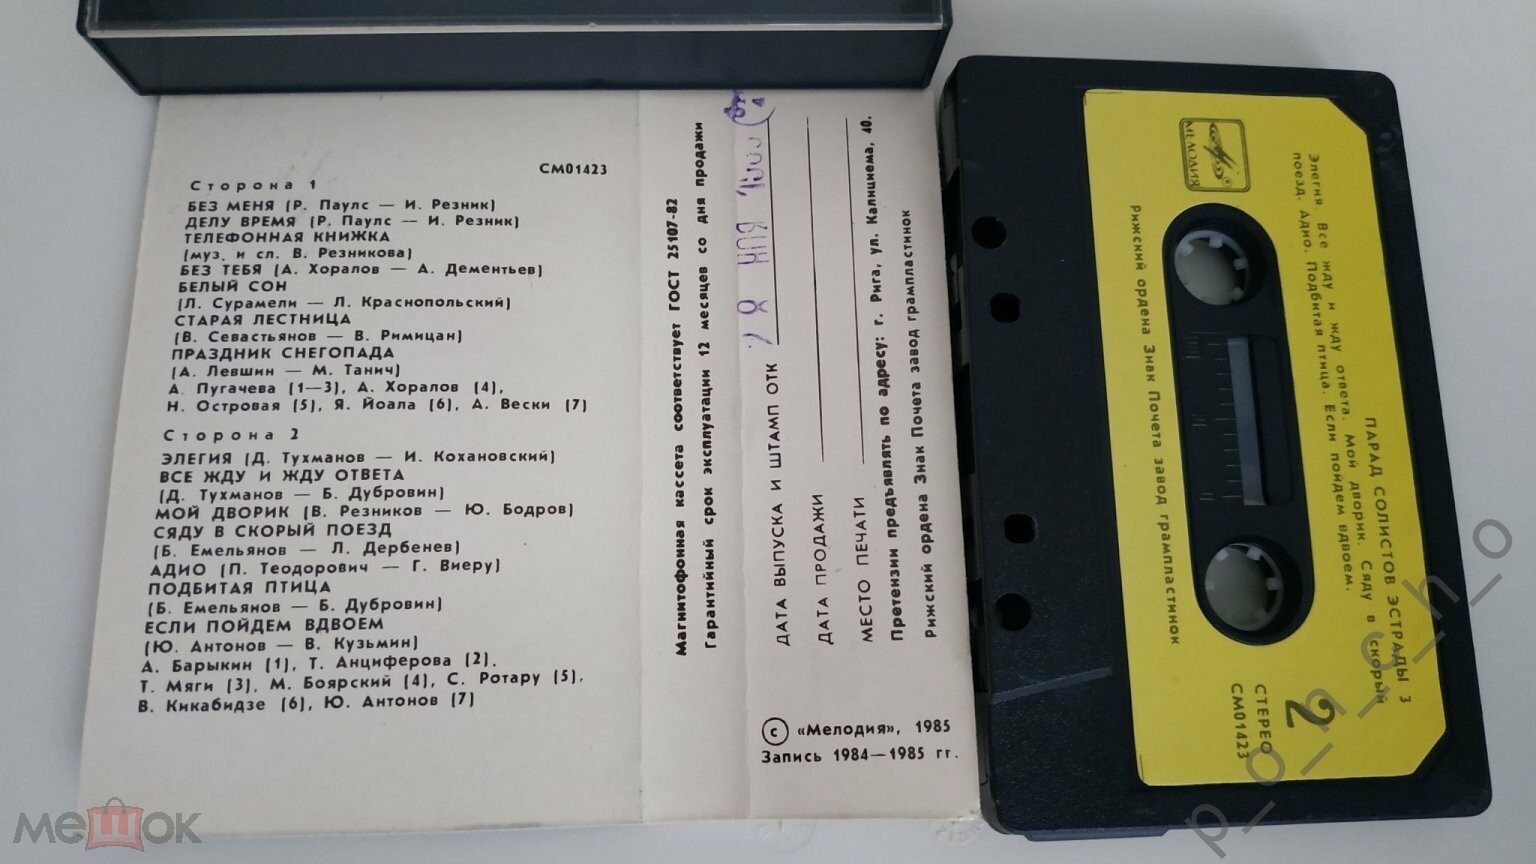 СМ01423
Сторона 1
БЕЗ МЕНЯ (Р. Паулс — И. Резник)
ДЕЛУ ВРЕМЯ (Р. Паулс — И. Резник)
ТЕЛЕФОННАЯ КНИЖКА
(муз. и сл. В. Резникова)
БЕЗ ТЕБЯ (А. Хоралов — А. Дементьев)
БЕЛЫЙ СОН
(Л. Сурамели — Л. Краснопольский)
СТАРАЯ ЛЕСТНИЦА
(В. Севастьянов — В. Римицан)
ПРАЗДНИК СНЕГОПАДА
(А. Левшин — М. Танич)
А. Пугачева (1—3), А. Хоралов (4),
Н. Островая (5), Я. Йоала (6), А. Вески (7)
Сторона 2
ЭЛЕГИЯ (Д. Тухманов — И. Кохановский)
ВСЕ ЖДУ И ЖДУ ОТВЕТА
(Д. Тухманов — Б. Дубровин)
МОЙ ДВОРИК (В. Резников — Ю. Бодров)
СЯДУ В СКОРЫЙ ПОЕЗД
(Б. Емельянов — Л. Дербенев)
АДИО (П. Теодорович — Г. Виеру)
ПОДБИТАЯ ПТИЦА
(Б. Емельянов — Б. Дубровин)
ЕСЛИ ПОЙДЕМ ВДВОЕМ
(Ю. Антонов — В. Кузьмин)
А. Барыкин (1), Т. Анциферова (2),
Т. Мяги (3), М. Боярский (4), С. Ротару (5),
В. Кикабидзе (6), Ю. Антонов (7)
Магнитофонная кассета соответствует ГОСТ 25107-82
Гарантийный срок эксплуатации 12 месяцев со дня продажи
ДАТА ВЫПУСКА И ШТАМП ОТК
ДАТА ПРОДАЖИ
МЕСТО ПЕЧАТИ
Претензии предъявлять по адресу: г. Рига, ул. Калнциема, 40.
Рижский ордена Знак Почета завод грампластинок
© «Мелодия», 1985
Запись 1984—1985 гг.
МЕЛОДИЯ
ПАРАД СОЛИСТОВ ЭСТРАДЫ 3
Элегия. Все жду и жду ответа. Мой дворик. Сяду в скорый
поезд. Адио. Подбитая птица. Если пойдем вдвоем.
Рижский ордена Знак Почета завод грампластинок
2
СТЕРЕО
СМ01423
мешок
p_o_n_c_h_o